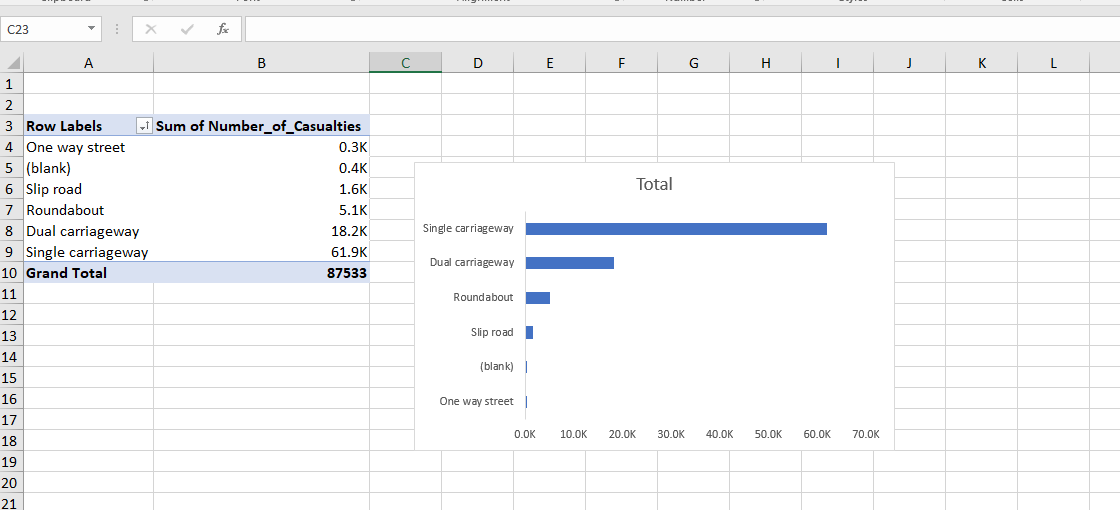 C23
fx
A B C D E F G H I J K L
1
2
3 Row Labels Sum of Number_of_Casualties
4 One way street 0.3K
5 (blank) 0.4K
6 Slip road 1.6K
7 Roundabout 5.1K
8 Dual carriageway 18.2K
9 Single carriageway 61.9K
10 Grand Total 87533
11
12
13
14
15
16
17
18
19
20
21
Total
Single carriageway
Dual carriageway
Roundabout
Slip road
(blank)
One way street
0.0K 10.0K 20.0K 30.0K 40.0K 50.0K 60.0K 70.0K